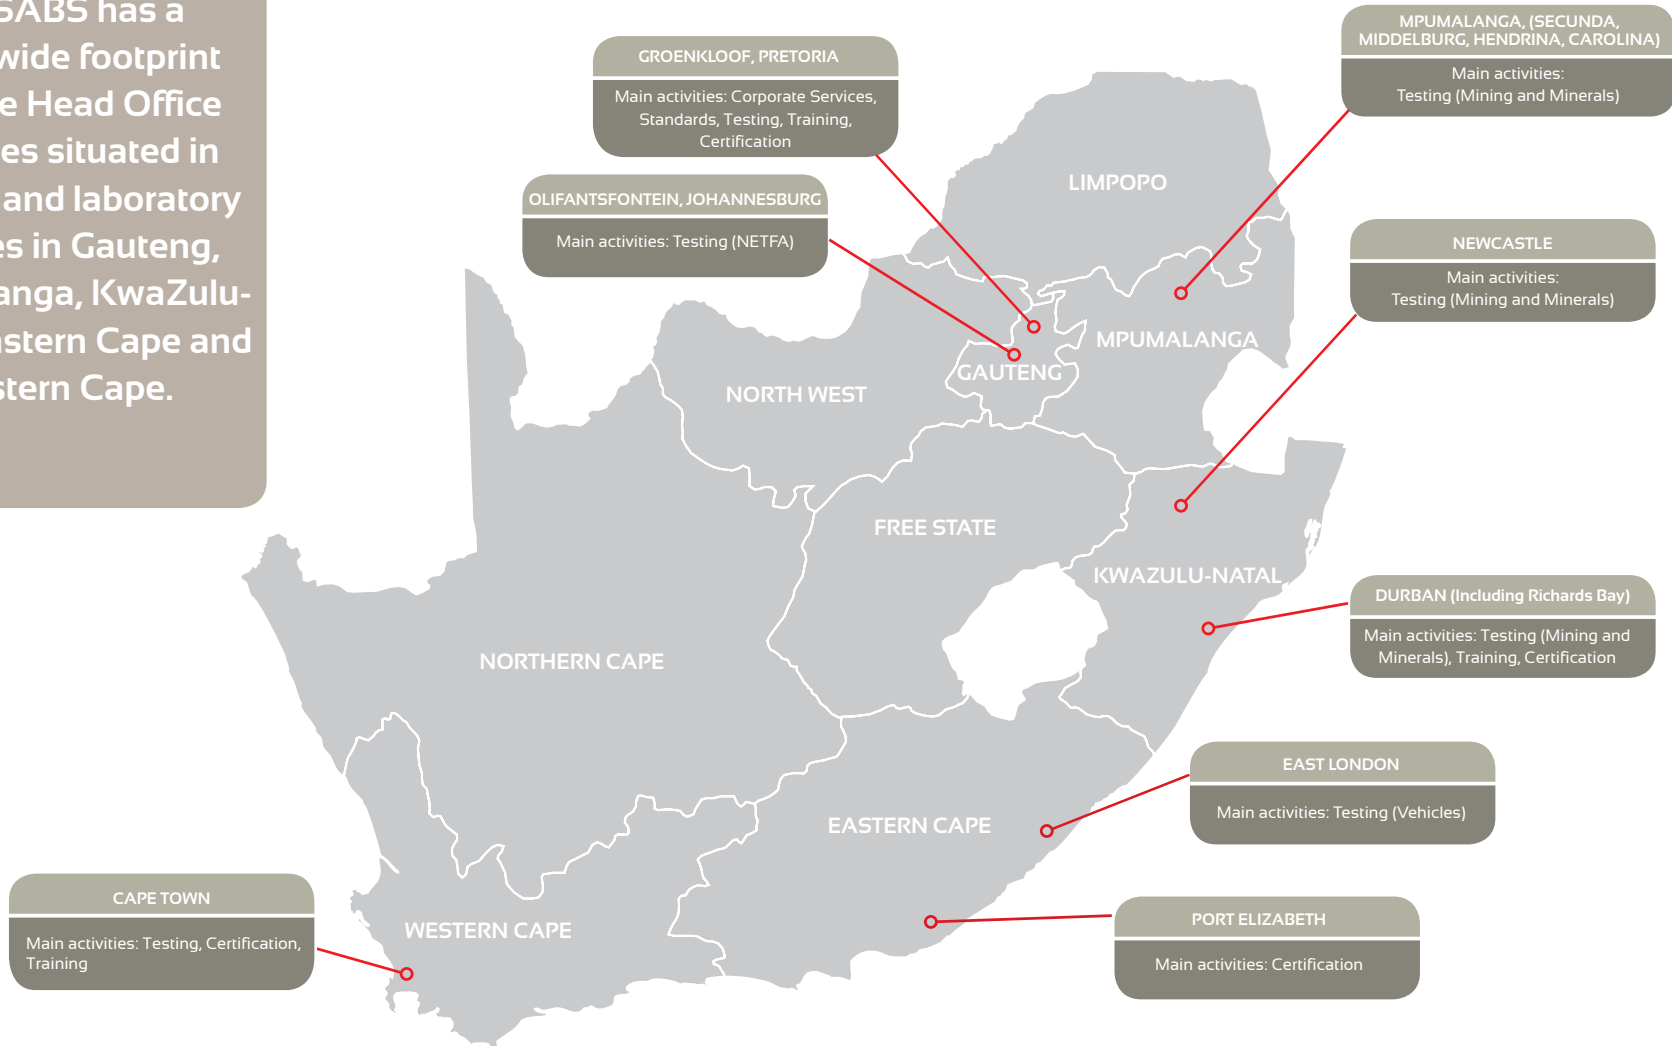 SABS has a
wide footprint
Head Office
situated in
and laboratory
in Gauteng,
KwaZulu-
Cape and
Cape.
GROENKLOOF, PRETORIA
Main activities: Corporate Services,
Standards, Testing, Training,
Certification
OLIFANTSFONTEIN, JOHANNESBURG
Main activities: Testing (NETFA)
MPUMALANGA, (SECUNDA,
MIDDELBURG, HENDRINA, CAROLINA)
Main activities:
Testing (Mining and Minerals)
NEWCASTLE
Main activities:
Testing (Mining and Minerals)
DURBAN (Including Richards Bay)
Main activities: Testing (Mining and
Minerals), Training, Certification
EAST LONDON
Main activities: Testing (Vehicles)
PORT ELIZABETH
Main activities: Certification
CAPE TOWN
Main activities: Testing, Certification,
Training
LIMPOPO
MPUMALANGA
GAUTENG
NORTH WEST
FREE STATE
KWAZULU-NATAL
NORTHERN CAPE
EASTERN CAPE
WESTERN CAPE